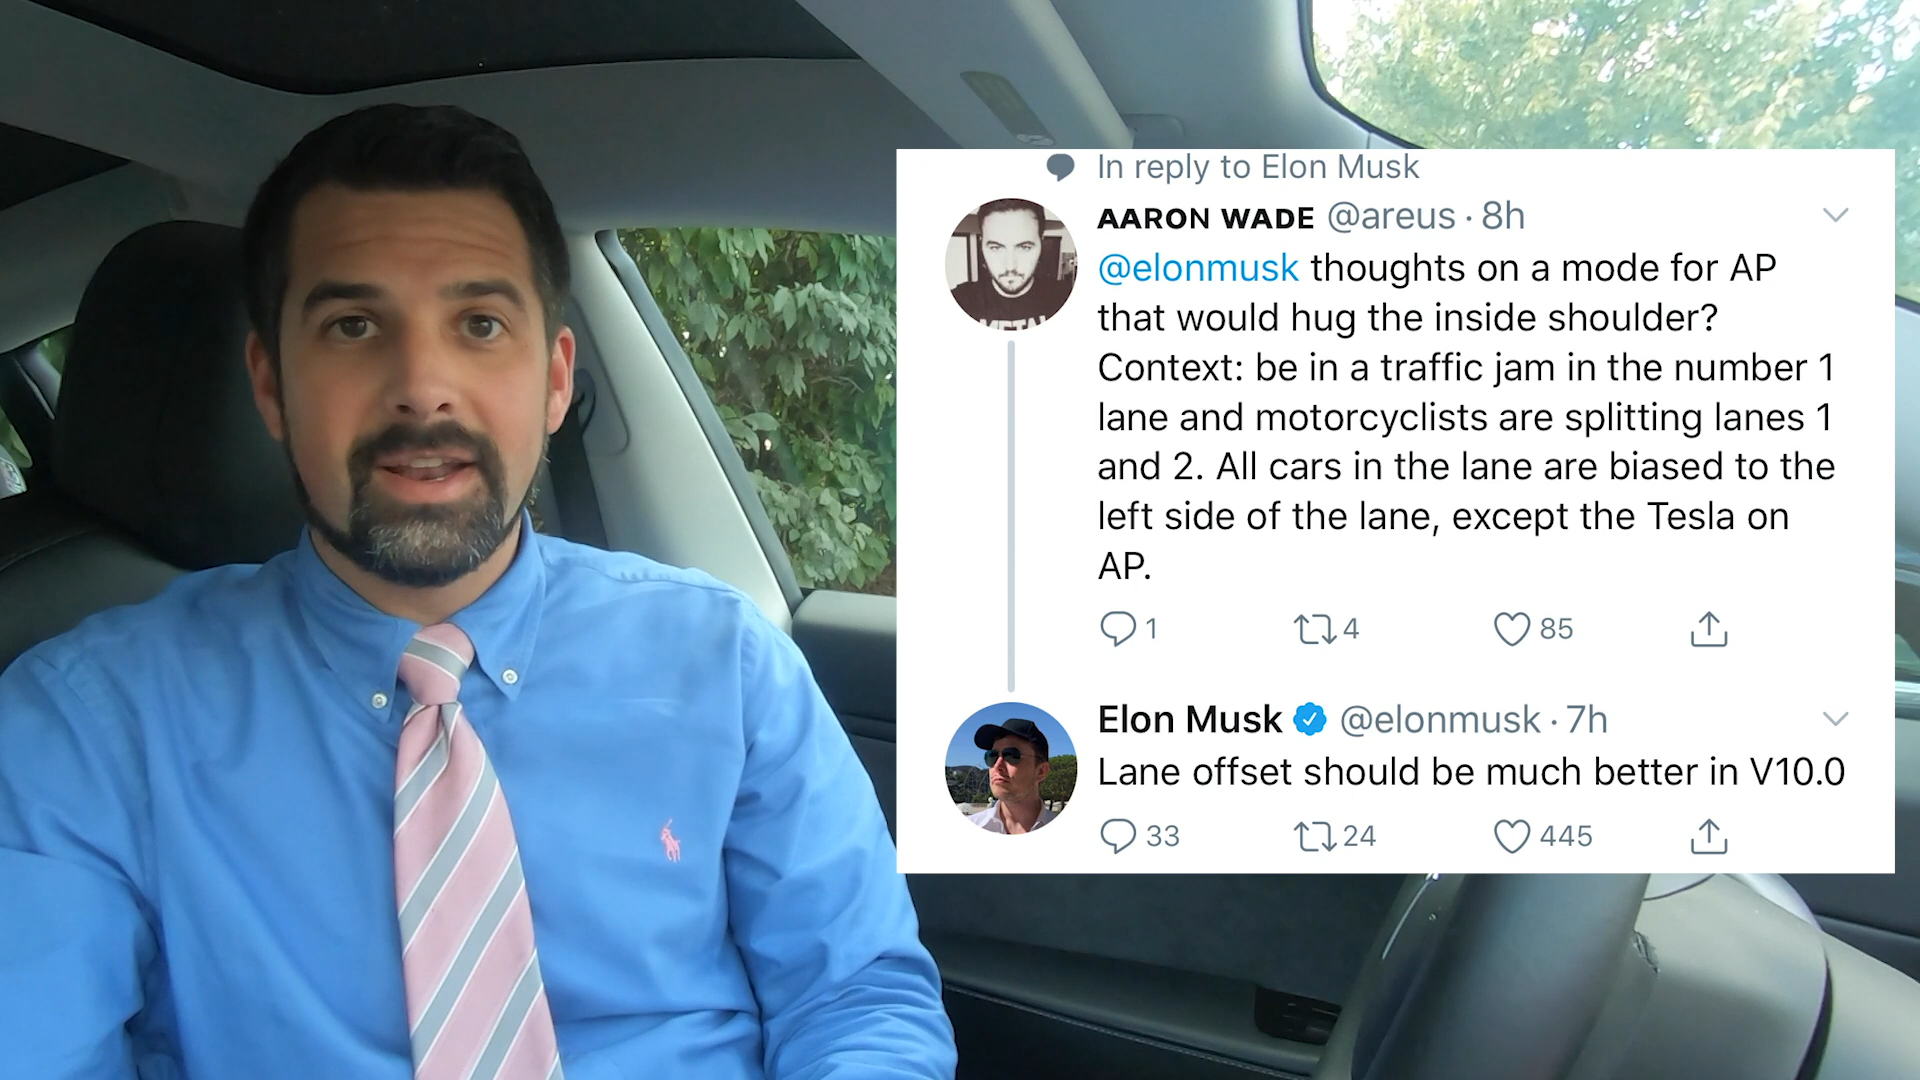 In reply to Elon Musk
AARON WADE @areus · 8h
@elonmusk thoughts on a mode for AP
that would hug the inside shoulder?
Context: be in a traffic jam in the number 1
lane and motorcyclists are splitting lanes 1
and 2. All cars in the lane are biased to the
left side of the lane, except the Tesla on
AP.
1 4 85
Elon Musk @elonmusk · 7h
Lane offset should be much better in V10.0
33 24 445